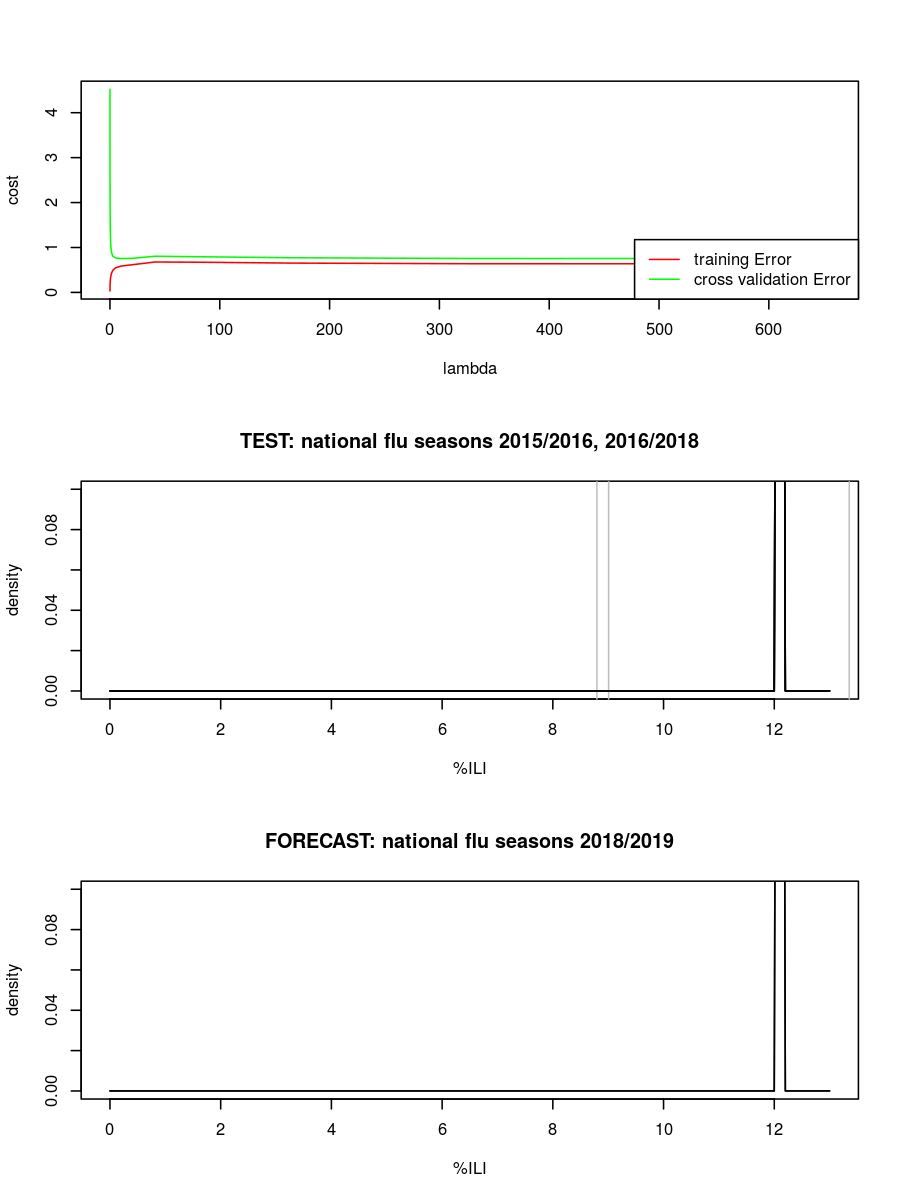 cost
4
3
2
1
0
training Error
cross validation Error
0 100 200 300 400 500 600
lambda
TEST: national flu seasons 2015/2016, 2016/2018
density
0.08
0.04
0.00
0 2 4 6 8 10 12
%ILI
FORECAST: national flu seasons 2018/2019
density
0.08
0.04
0.00
0 2 4 6 8 10 12
%ILI